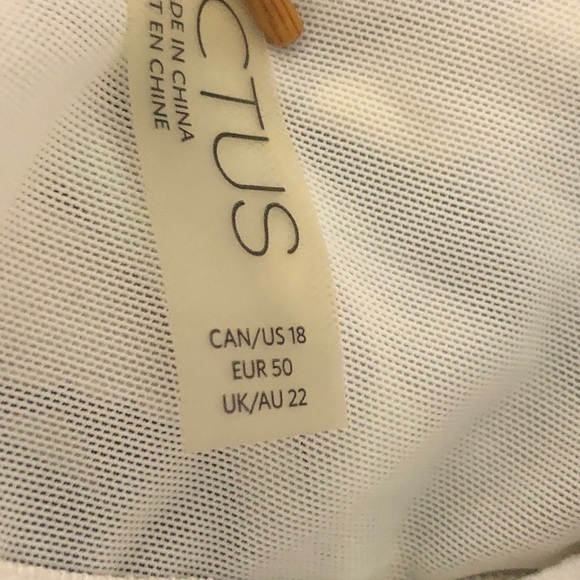 CTUS
DE IN CHINA
T EN CHINE
CAN/US 18
EUR 50
UK/AU 22